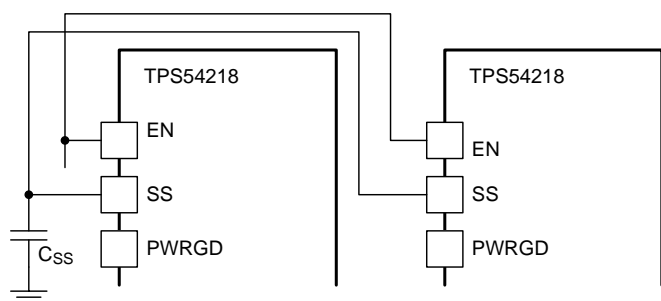 TPS54218
EN
SS
PWRGD
CSS
TPS54218
EN
SS
PWRGD